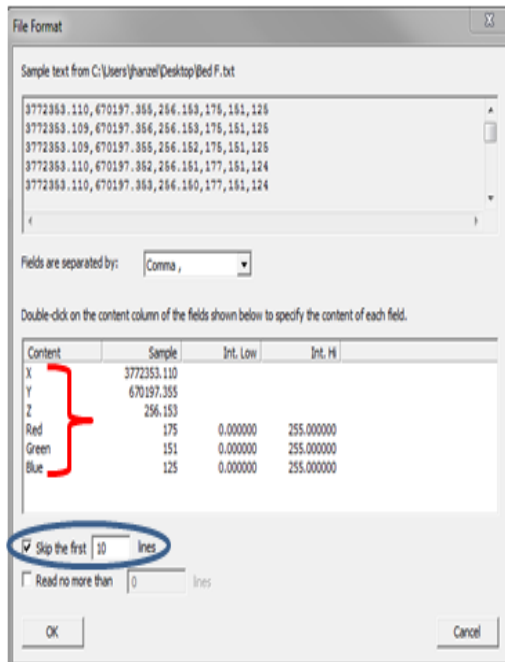 File Format
X
Sample text from C:\Users\jhanzel\Desktop\Bed F.txt
3772353.110,670197.355,256.153,175,151,125
3772353.109,670197.356,256.153,175,151,125
3772353.109,670197.355,256.152,175,151,125
3772353.110,670197.352,256.151,177,151,124
3772353.110,670197.353,256.150,177,151,124
Fields are separated by: Comma ,
Double-click on the content column of the fields shown below to specify the content of each field.
Content Sample Int. Low Int. Hi
X 3772353.110
Y 670197.355
Z 256.153
Red 175 0.000000 255.000000
Green 151 0.000000 255.000000
Blue 125 0.000000 255.000000
Skip the first 10 lines
Read no more than 0 lines
OK Cancel